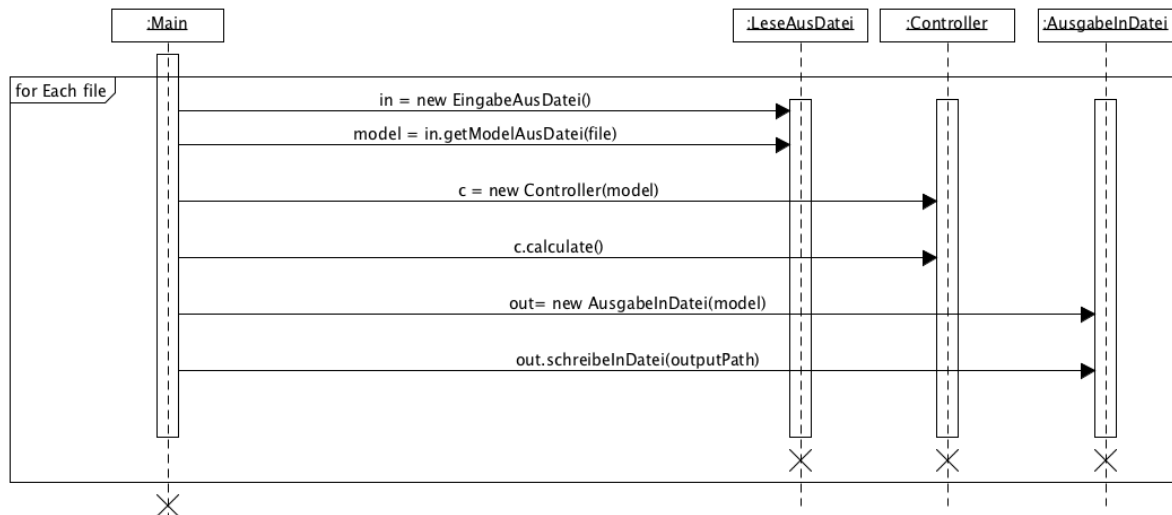 :Main
:LeseAusDatei
:Controller
:AusgabeInDatei
for Each file
in = new EingabeAusDatei()
model = in.getModelAusDatei(file)
c = new Controller(model)
c.calculate()
out= new AusgabeInDatei(model)
out.schreibeInDatei(outputPath)